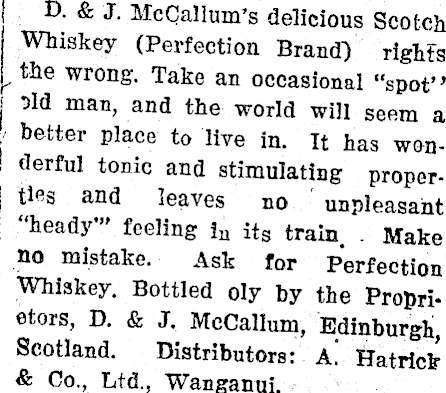 D. & J. McCallum's delicious Scotch
Whiskey (Perfection Brand) rights
the wrong. Take an occasional "spot"
old man, and the world will seem a
better place to live in. It has won-
derful tonic and stimulating proper-
ties and leaves no unpleasant
"heady"' feeling in its train. Make
no mistake. Ask for Perfection
Whiskey. Bottled oly by the Propri-
etors, D. & J. McCallum, Edinburgh,
Scotland. Distributors: A. Hatrick
& Co., Ltd., Wanganui.